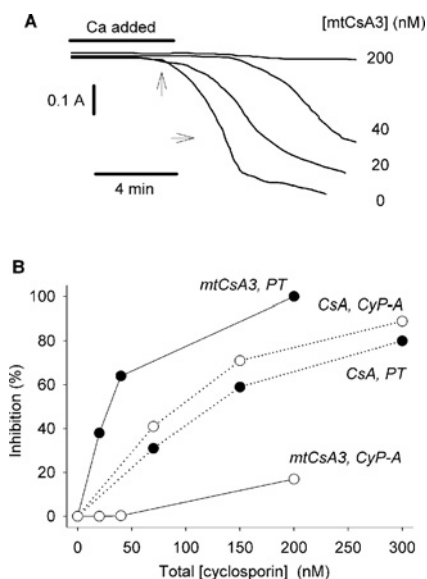 A
Ca added
[mtCsA3] (nM)
200
0.1 A
40
20
4 min
0
B
mtCsA3, PT
100
CsA, CyP-A
80
CsA, PT
60
40
mtCsA3, CyP-A
20
0
Inhibition (%)
0 50 100 150 200 250 300
Total [cyclosporin] (nM)